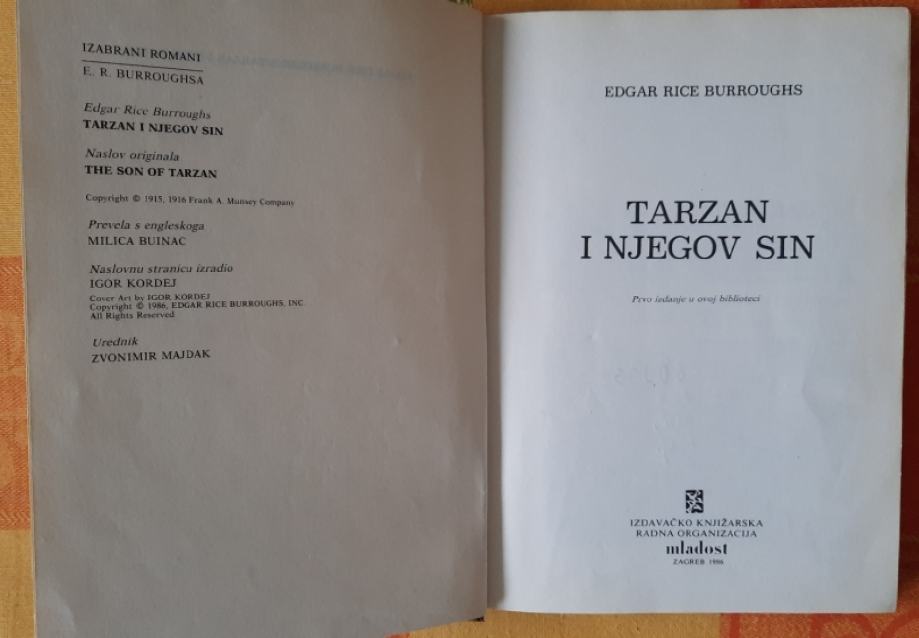 IZABRANI ROMANI
E. R. BURROUGHSA
Edgar Rice Burroughs
TARZAN I NJEGOV SIN
Naslov originala
THE SON OF TARZAN
Copyright © 1915, 1916 Frank A. Munsey Company
Prevela s engleskoga
MILICA BUINAC
Naslovnu stranicu izradio
IGOR KORDEJ
Cover Art by IGOR KORDEJ
Copyright © 1986, EDGAR RICE BURROUGHS, INC.
All Rights Reserved
Urednik
ZVONIMIR MAJDAK
EDGAR RICE BURROUGHS
TARZAN
I NJEGOV SIN
Prvo izdanje u ovoj biblioteci
IZDAVAČKO KNJIŽARSKA
RADNA ORGANIZACIJA
mladost
ZAGREB 1986